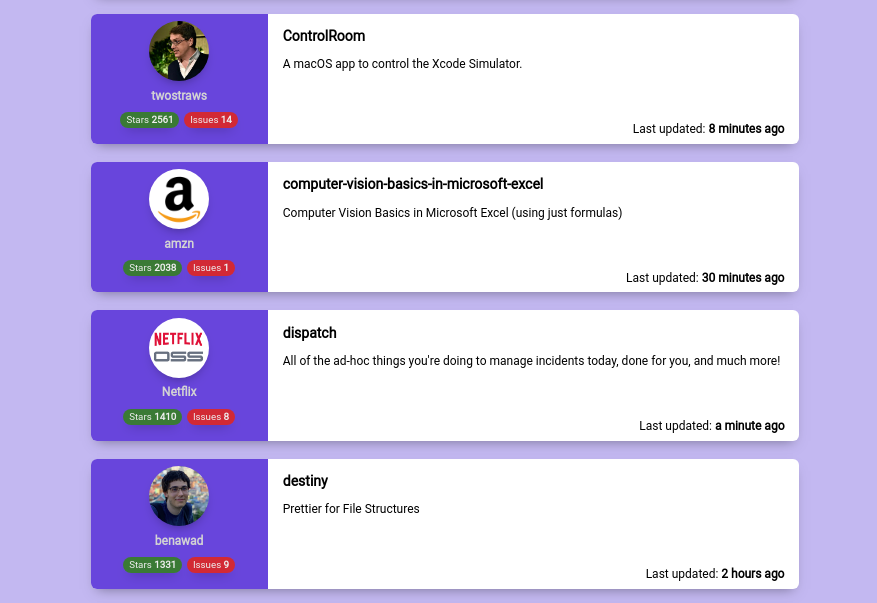 ControlRoom
A macOS app to control the Xcode Simulator.
twostraws
Stars 2561 Issues 14
Last updated: 8 minutes ago
computer-vision-basics-in-microsoft-excel
Computer Vision Basics in Microsoft Excel (using just formulas)
a
amzn
Stars 2038 Issues 1
Last updated: 30 minutes ago
dispatch
All of the ad-hoc things you're doing to manage incidents today, done for you, and much more!
NETFLIX
OSS
Netflix
Stars 1410 Issues 8
Last updated: a minute ago
destiny
Prettier for File Structures
benawad
Stars 1331 Issues 9
Last updated: 2 hours ago